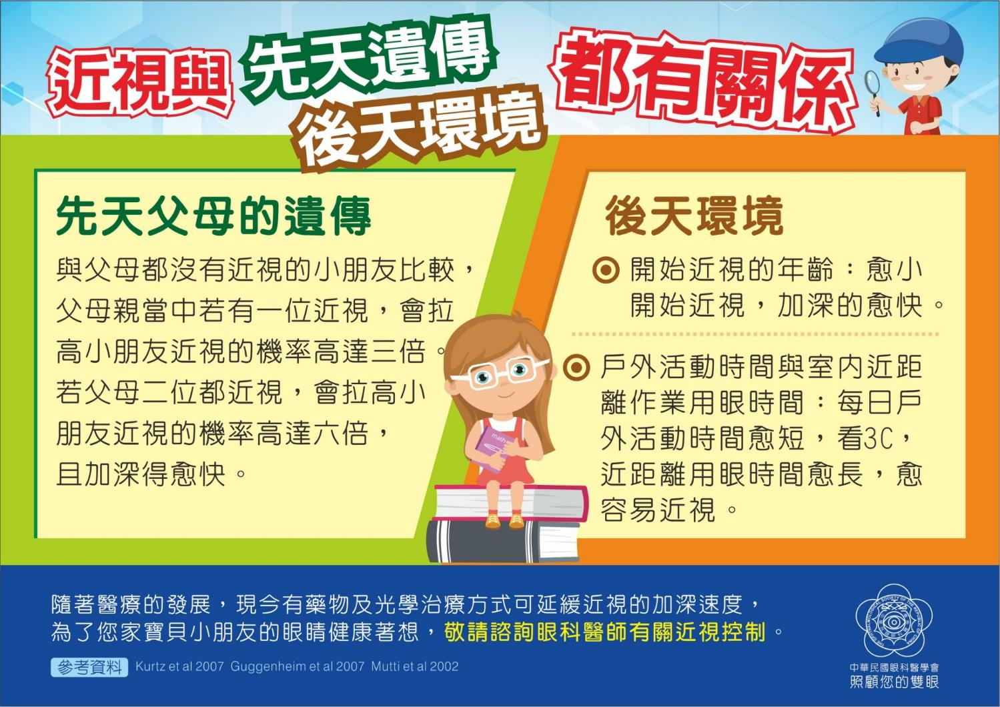 近視與
先天遺傳
後天環境
都有關係
先天父母的遺傳
與父母都沒有近視的小朋友比較，
父母親當中若有一位近視，會拉
高小朋友近視的機率高達三倍。
若父母二位都近視，會拉高小
朋友近視的機率高達六倍，
且加深得愈快。
後天環境
開始近視的年齡：愈小
開始近視，加深的愈快。
戶外活動時間與室內近距
離作業用眼時間：每日戶
外活動時間愈短，看3C，
近距離用眼時間愈長，愈
容易近視。
math
隨著醫療的發展，現今有藥物及光學治療方式可延緩近視的加深速度，
為了您家寶貝小朋友的眼睛健康著想，敬請諮詢眼科醫師有關近視控制。
參考資料 Kurtz et al 2007 Guggenheim et al 2007 Mutti et al 2002
THE OPHTHALMOLOGICAL SOCIETY OF THE REPUBLIC OF CHINA
中華民國眼科醫學會
照顧您的雙眼